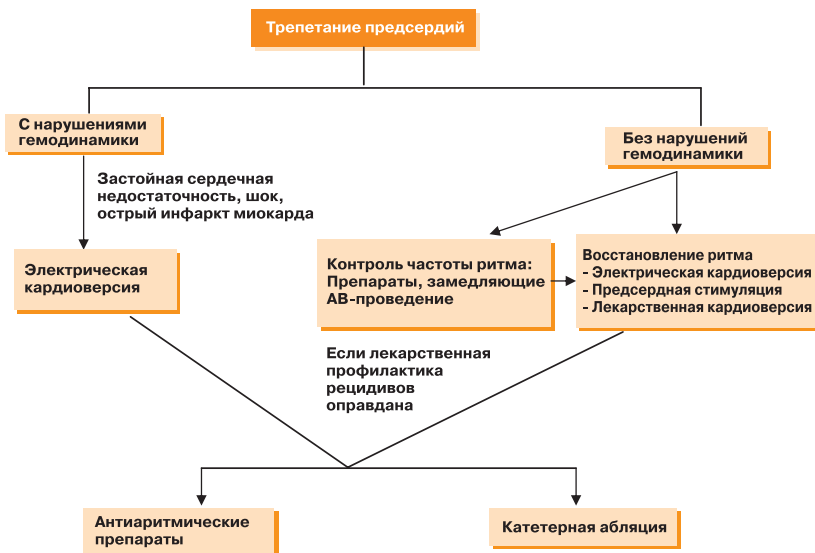 Трепетание предсердий
С нарушениями
гемодинамики
Без нарушений
гемодинамики
Застойная сердечная
недостаточность, шок,
острый инфаркт миокарда
Электрическая
кардиоверсия
Контроль частоты ритма:
Препараты, замедляющие
АВ-проведение
Восстановление ритма
- Электрическая кардиоверсия
- Предсердная стимуляция
- Лекарственная кардиоверсия
Если лекарственная
профилактика
рецидивов
оправдана
Антиаритмические
препараты
Катетерная абляция